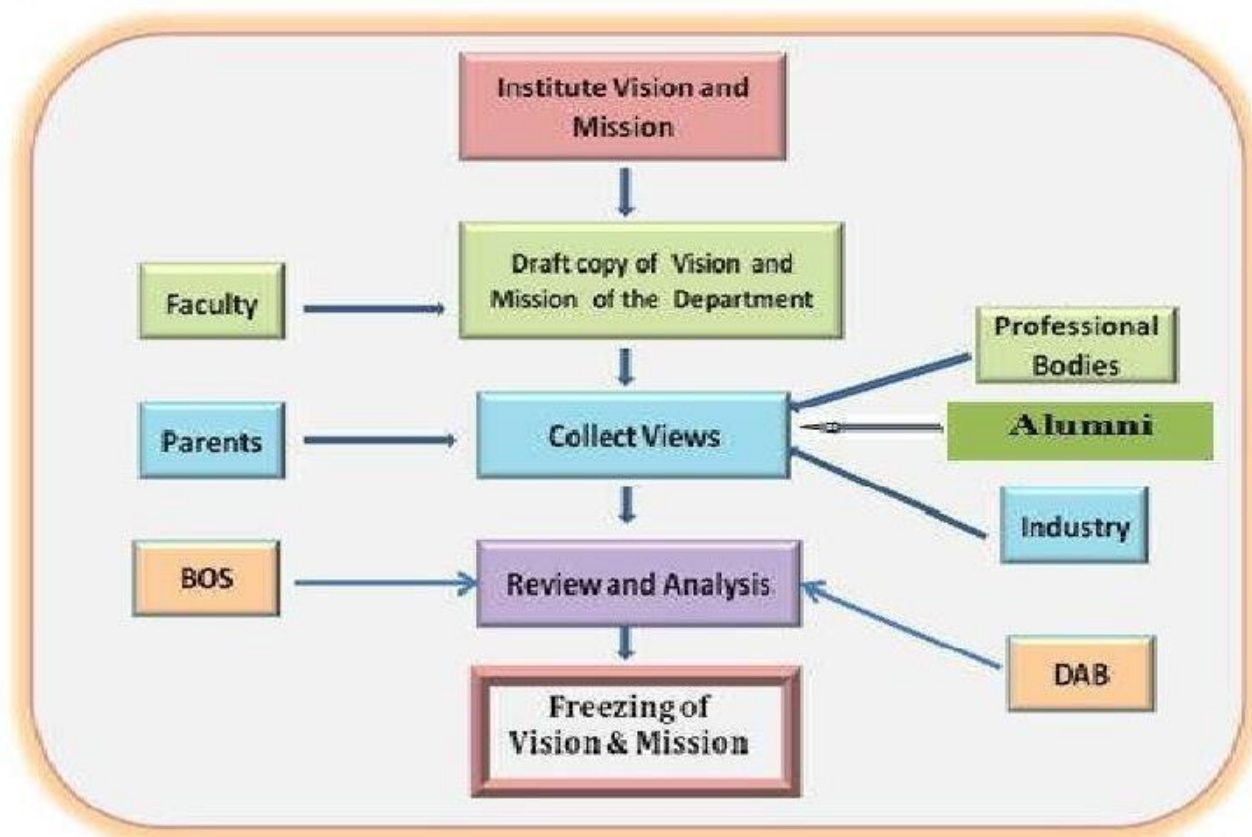 Institute Vision and
Mission
Draft copy of Vision and
Mission of the Department
Faculty
Professional
Bodies
Parents
Collect Views
Alumni
Industry
BOS
Review and Analysis
DAB
Freezing of
Vision & Mission